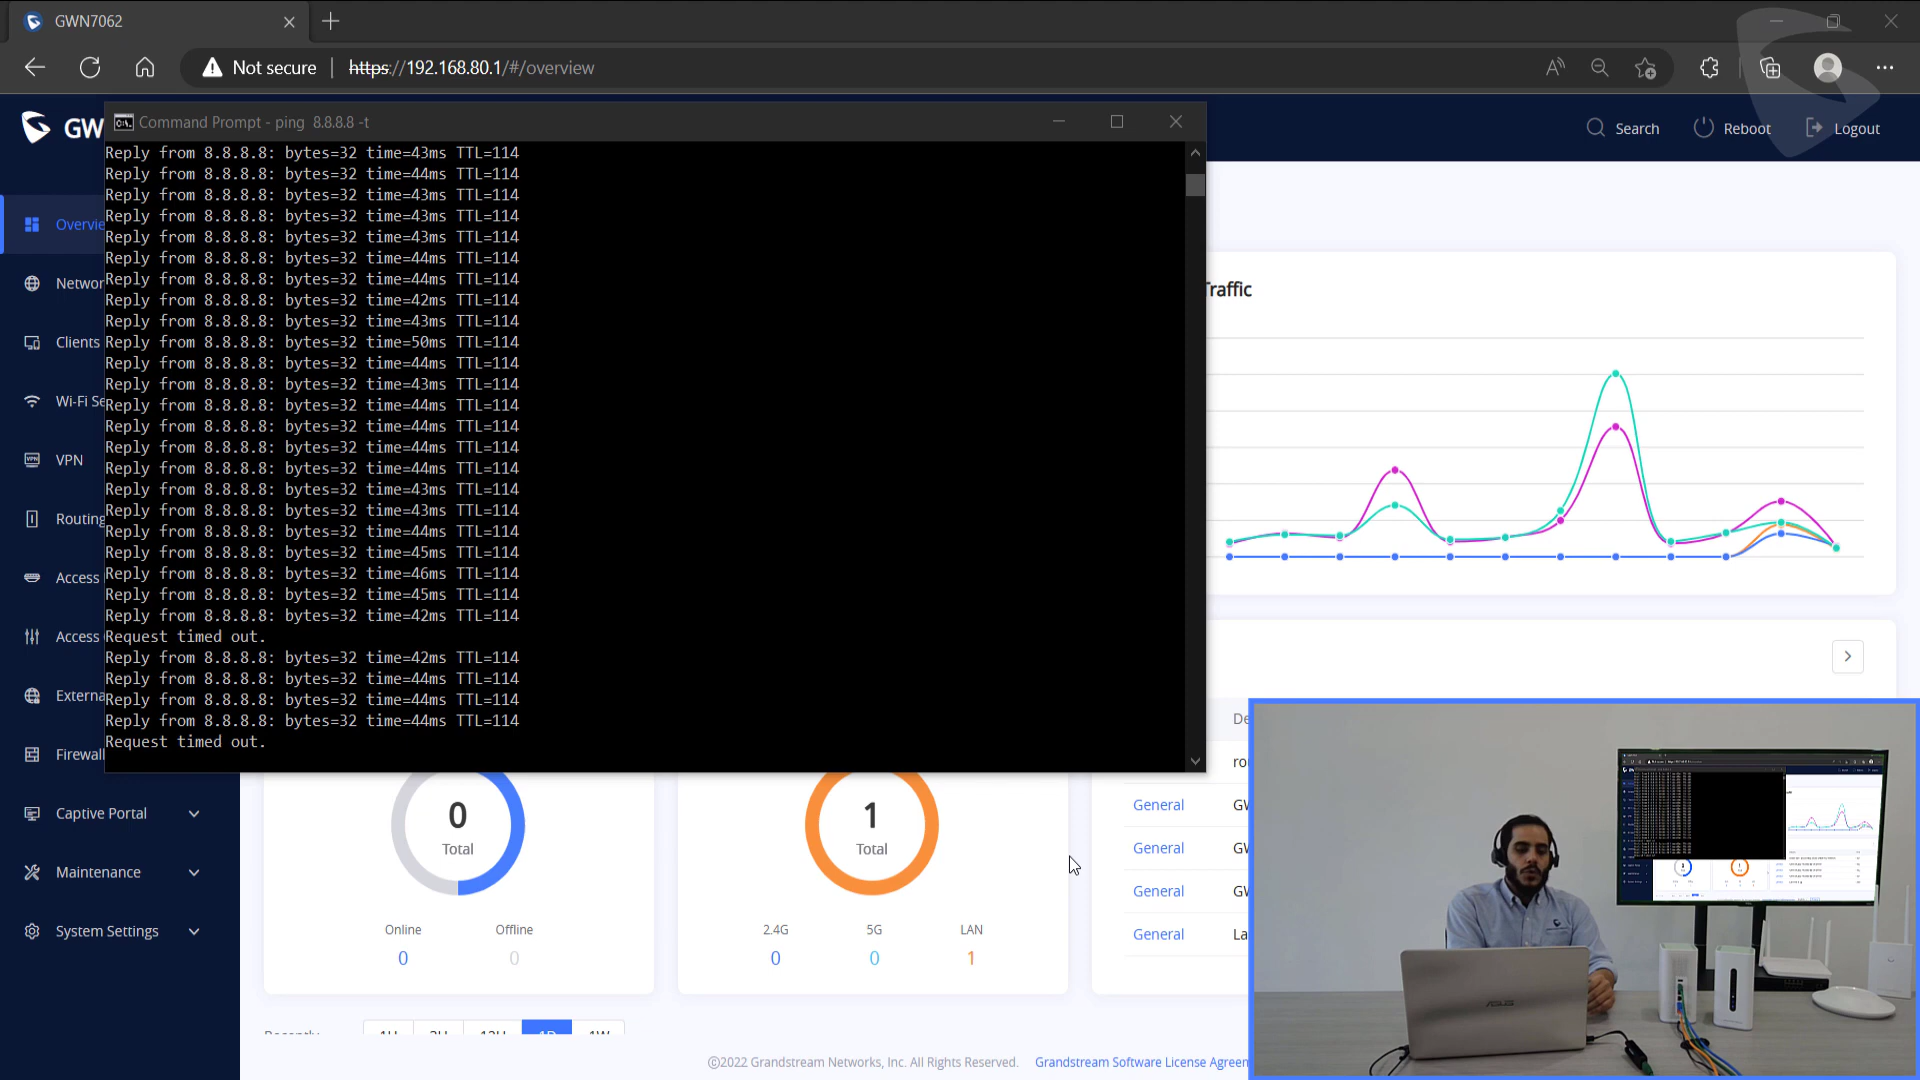 GWN7062
Not secure
https://192.168.80.1/#/overview
GW
Command Prompt - ping 8.8.8.8 -t
Search
Reboot
Logout
Reply from 8.8.8.8: bytes=32 time=43ms TTL=114
Reply from 8.8.8.8: bytes=32 time=44ms TTL=114
Reply from 8.8.8.8: bytes=32 time=43ms TTL=114
Reply from 8.8.8.8: bytes=32 time=43ms TTL=114
Reply from 8.8.8.8: bytes=32 time=43ms TTL=114
Reply from 8.8.8.8: bytes=32 time=44ms TTL=114
Reply from 8.8.8.8: bytes=32 time=44ms TTL=114
Reply from 8.8.8.8: bytes=32 time=42ms TTL=114
Reply from 8.8.8.8: bytes=32 time=43ms TTL=114
Reply from 8.8.8.8: bytes=32 time=50ms TTL=114
Reply from 8.8.8.8: bytes=32 time=44ms TTL=114
Reply from 8.8.8.8: bytes=32 time=43ms TTL=114
Reply from 8.8.8.8: bytes=32 time=44ms TTL=114
Reply from 8.8.8.8: bytes=32 time=44ms TTL=114
Reply from 8.8.8.8: bytes=32 time=44ms TTL=114
Reply from 8.8.8.8: bytes=32 time=44ms TTL=114
Reply from 8.8.8.8: bytes=32 time=43ms TTL=114
Reply from 8.8.8.8: bytes=32 time=43ms TTL=114
Reply from 8.8.8.8: bytes=32 time=44ms TTL=114
Reply from 8.8.8.8: bytes=32 time=45ms TTL=114
Reply from 8.8.8.8: bytes=32 time=46ms TTL=114
Reply from 8.8.8.8: bytes=32 time=45ms TTL=114
Reply from 8.8.8.8: bytes=32 time=42ms TTL=114
Request timed out.
Reply from 8.8.8.8: bytes=32 time=42ms TTL=114
Reply from 8.8.8.8: bytes=32 time=44ms TTL=114
Reply from 8.8.8.8: bytes=32 time=44ms TTL=114
Reply from 8.8.8.8: bytes=32 time=44ms TTL=114
Request timed out.
Overvie
Networ
Clients
Wi-Fi Se
VPN
Routing
Access
Access
Externa
Firewall
Captive Portal
Maintenance
System Settings
Traffic
0
Total
Online
Offline
0
0
1
Total
2.4G
5G
LAN
0
0
1
De
rou
General
GW
General
GW
General
GW
General
La
1D
1W
©2022 Grandstream Networks, Inc. All Rights Reserved.
Grandstream Software License Agreem
ASUS